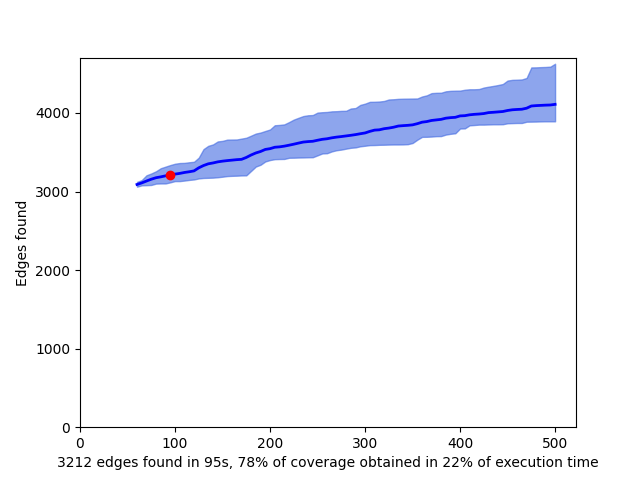 4000
3000
2000
1000
0
Edges found
0 100 200 300 400 500
3212 edges found in 95s, 78% of coverage obtained in 22% of execution time